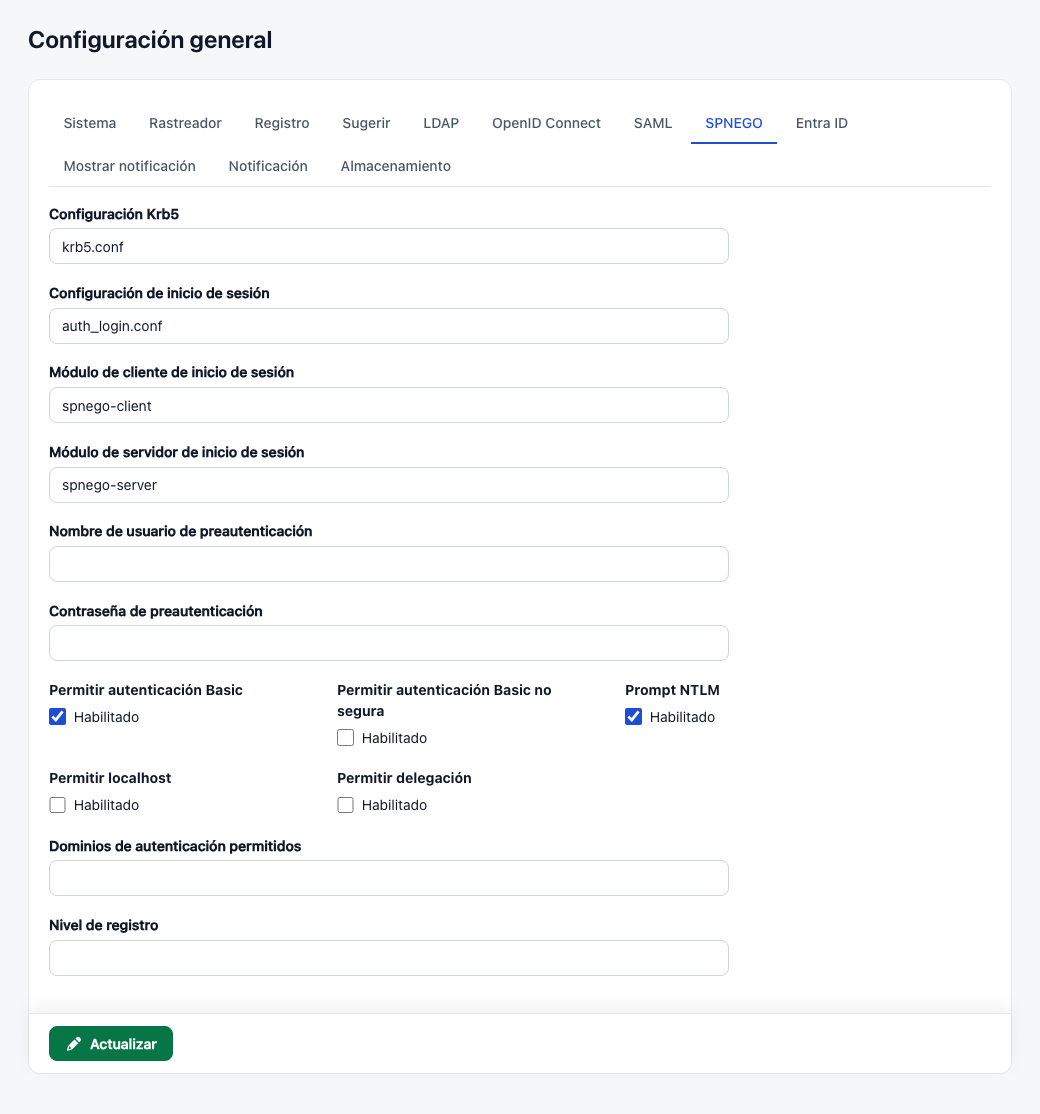 Configuración general
Sistema Rastreador Registro Sugerir LDAP OpenID Connect SAML SPNEGO Entra ID
Mostrar notificación Notificación Almacenamiento
Configuración Krb5
krb5.conf
Configuración de inicio de sesión
auth_login.conf
Módulo de cliente de inicio de sesión
spnego-client
Módulo de servidor de inicio de sesión
spnego-server
Nombre de usuario de preautenticación
Contraseña de preautenticación
Permitir autenticación Basic
Habilitado
Permitir autenticación Basic no
segura
Habilitado
Prompt NTLM
Habilitado
Permitir localhost
Habilitado
Permitir delegación
Habilitado
Dominios de autenticación permitidos
Nivel de registro
Actualizar